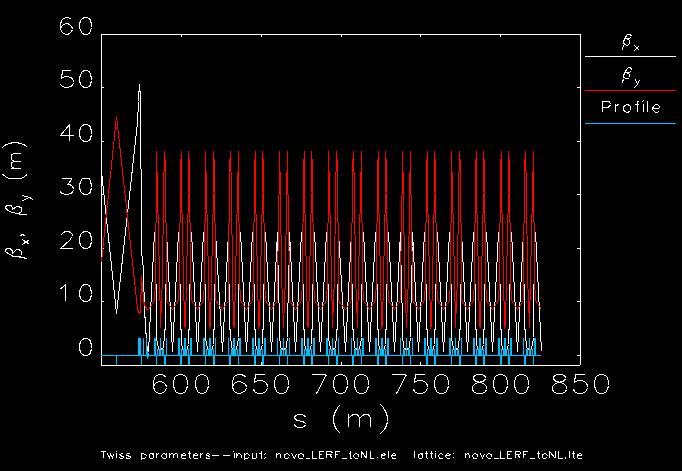 60
50
40
30
20
10
0
βx, βy (m)
βx
βy
Profile
600 650 700 750 800 850
s (m)
Twiss parameters--input: novo_LERF_toNL.ele lattice: novo_LERF_toNL.lte